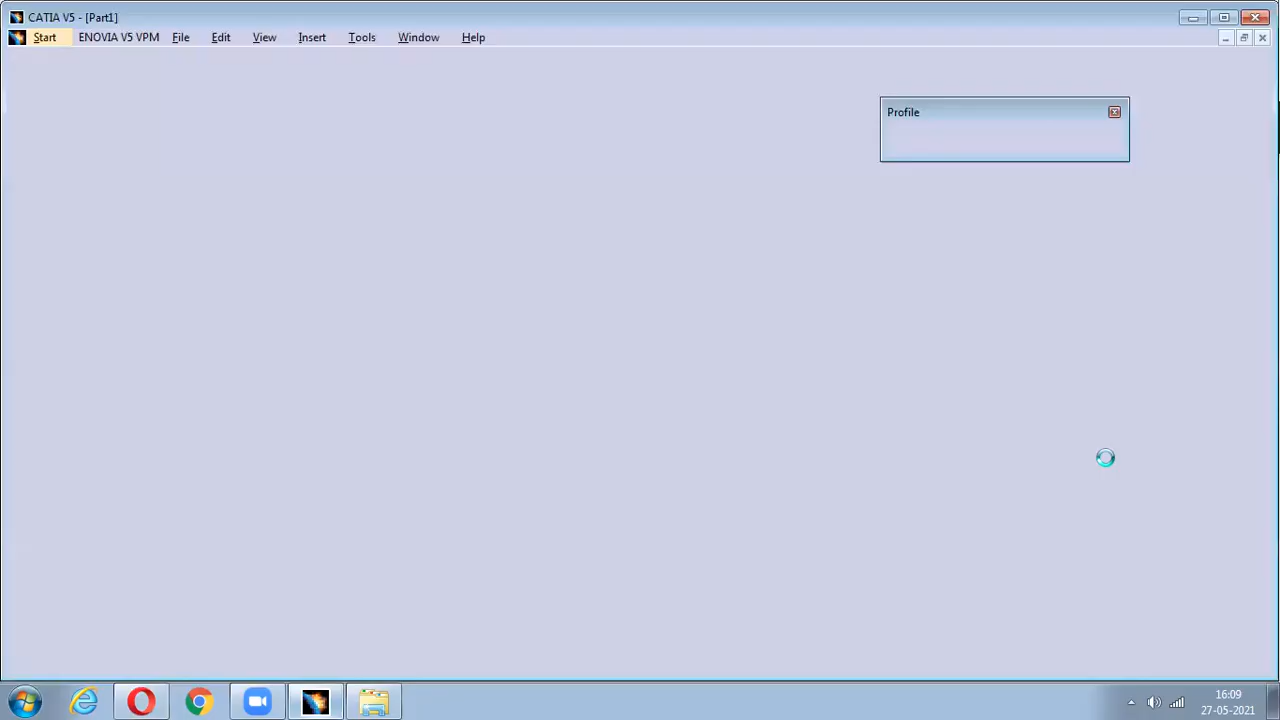 CATIA V5 - [Part1]
Start ENOVIA V5 VPM File Edit View Insert Tools Window Help
Profile
16:09
27-05-2021